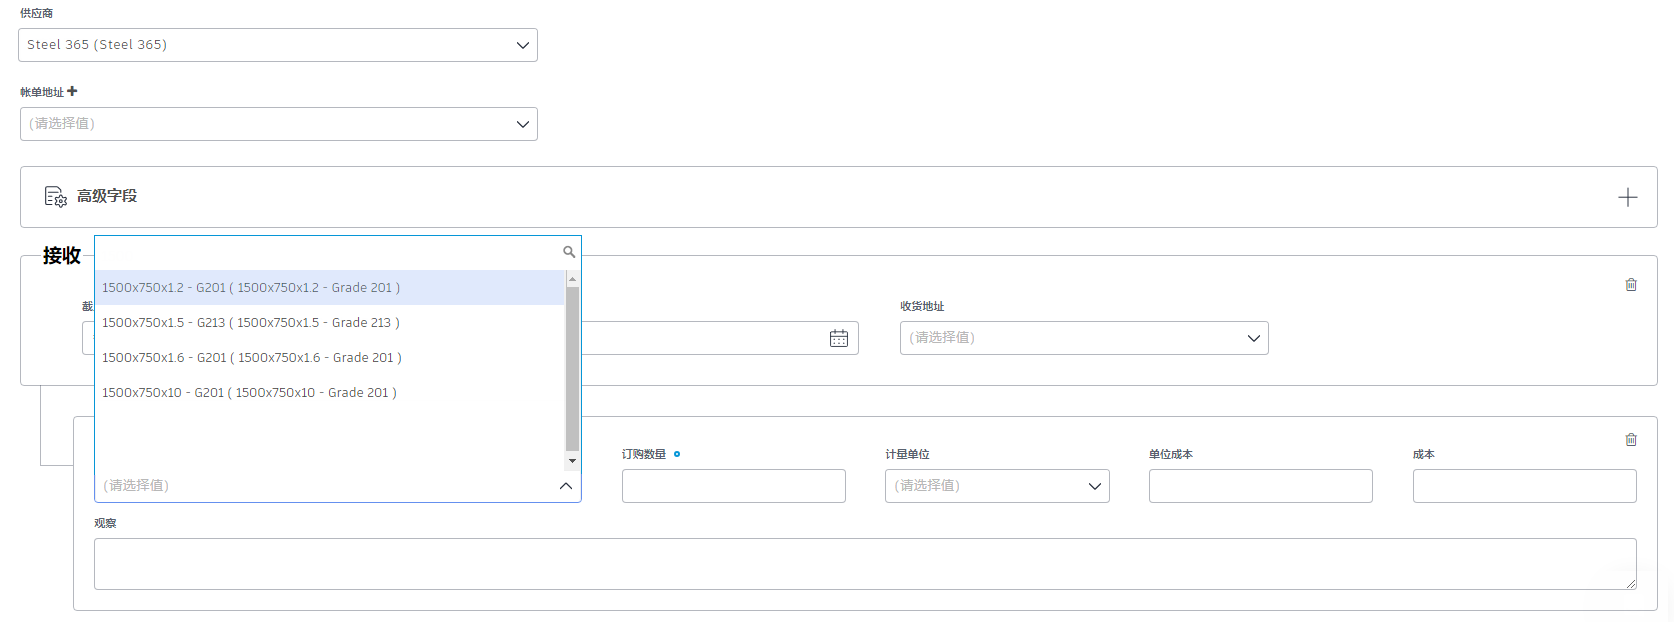 供应商
Steel 365 (Steel 365)
帐单地址
(请选择值)
高级字段
接收
1500x750x1.2 - G201 ( 1500x750x1.2 - Grade 201 )
1500x750x1.5 - G213 ( 1500x750x1.5 - Grade 213 )
1500x750x1.6 - G201 ( 1500x750x1.6 - Grade 201 )
1500x750x10 - G201 ( 1500x750x10 - Grade 201 )
(请选择值)
截
收货地址
(请选择值)
订购数量
计量单位
(请选择值)
单位成本
成本
观察